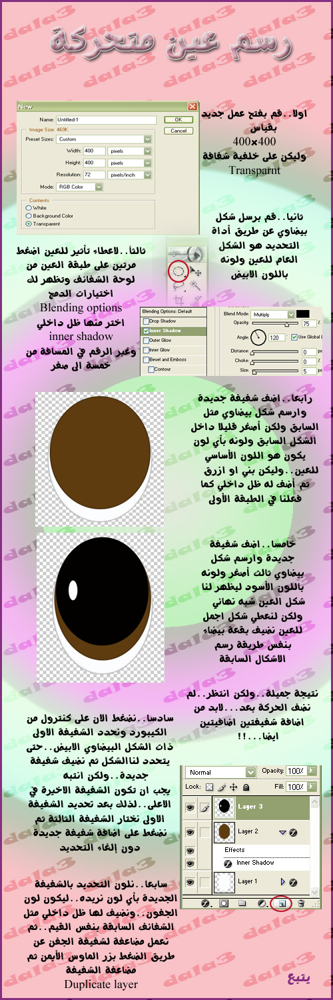 رسم عين متحركة
اولا..قم بفتح عمل جديد
بقياس
400×400
وليكن على خلفية شفافة
Transparnt
New
Name: Untitled-1
OK
Cancel
Image Size: 469K
Preset Sizes: Custom
Width: 400 pixels
Height: 400 pixels
Resolution: 72 pixels/inch
Mode: RGB Color
Contents
White
Background Color
Transparent
ثانيا..قم برسل شكل
بيضاوي عن طريق أداة
التحديد هو الشكل
العام للعين ولونه
باللون الابيض
ثالثاً..لاعطاء تأثير للعين اضغط
مرتين على طبقة العين من
لوحة الشفائف وتظهر لك
اختيارات الدمج
Blending options
اختر منها ظل داخلي
inner shadow
وغير الرقم في المسافة من
خمسة الى صفر
Blending Options: Default
Drop Shadow
Inner Shadow
Outer Glow
Inner Glow
Bevel and Emboss
Contour
Blend Mode: Multiply
Opacity: 75 %
Angle: 120 ° Use Global L
Distance: 0 px
Choke: 0 %
Size: 5 px
رابعا..اضف شفيفة جديدة
وارسم شكل بيضاوي مثل
السابق ولكن أصغر قليلا داخل
الشكل السابق ولونه بأي لون
يكون هو اللون الأساسي
للعين..وليكن بني او ازرق
ثم أضف له ظل داخلي كما
فعلنا في الطبقة الأولى
خامسا..اضف شفيفة
جديدة وارسم شكل
بيضاوي ثالث أصغر ولونه
باللون الأسود ليظهر لنا
شكل العين شبه نهائي
ولكن لنعطي شكل اجمل
للعين نضيف بقعة بيضاء
بنفس طريقة رسم
الاشكال السابقة
نتيجة جميلة..ولكن انتظر..لم
نضف الحركة بعد...لابد من
اضافة شفيفتين اضافيتين
ايضا...!!
سادسا..نضغط الان على كنترول من
الكيبورد ونحدد الشفيفة الاولى
ذات الشكل البيضاوي الابيض..حتى
يتحدد لنا الشكل ثم نضيف شفيفة
جديدة..ولكن انتبه
يجب ان تكون الشفيفة الاخيرة في
الاعلى..لذلك بعد تحديد الشفيفة
الاولى نختار الشفيفة الثالثة ثم
نضغط على اضافة شفيفة جديدة
دون إلغاء التحديد
Normal Opacity: 100%
Lock: Fill: 100%
Layer 3
Layer 2
Effects
Inner Shadow
Layer 1
سابعا..نلون التحديد بالشفيفة
الجديدة بأي لون نريده..ليكون لون
الجفون..ونضيف لها ظل داخلي مثل
الشفائف السابقة بنفس القيم..ثم
نعمل مضاعفة لشفيفة الجفن عن
طريق الضغط بزر الماوس الأيمن ثم
مضاعفة الشفيفة
Duplicate layer
يتبع
dala3